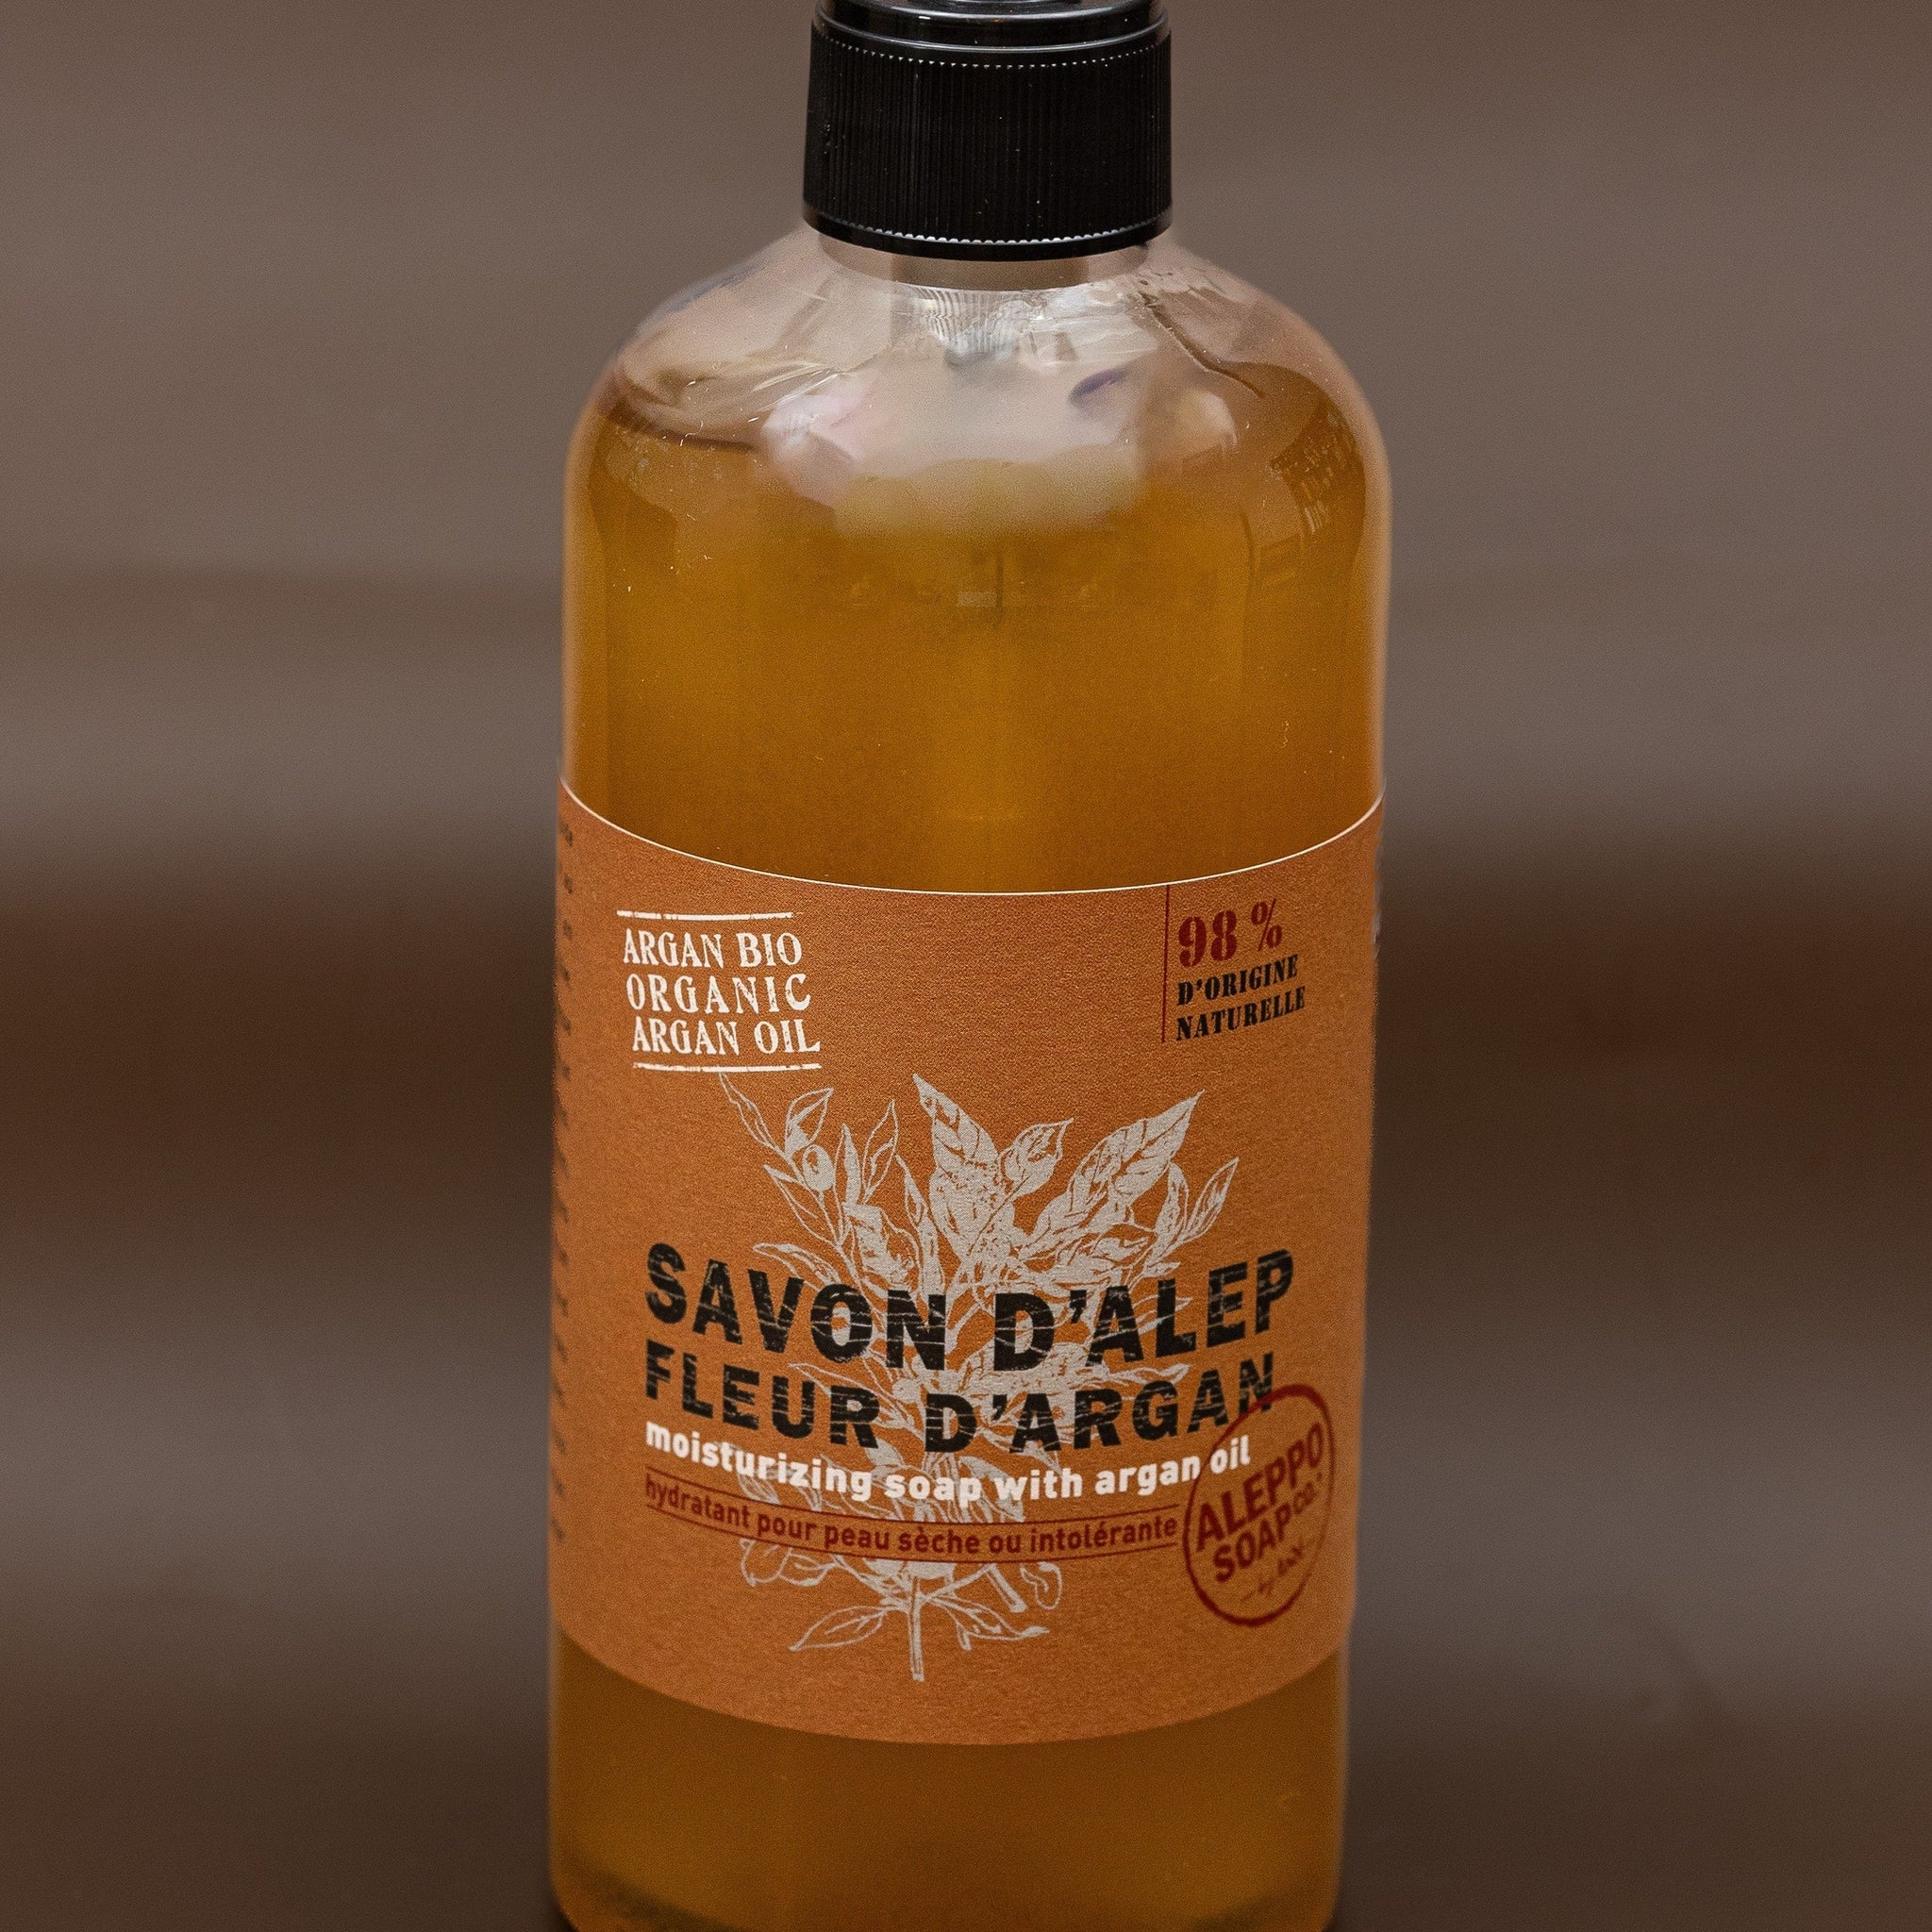 ARGAN BIO
ORGANIC
ARGAN OIL
98 %
D'ORIGINE
NATURELLE
SAVON D'ALEP
FLEUR D'ARGAN
moisturizing soap with argan oil
hydratant pour peau sèche ou intolérante
ALEPPO
SOAP CO.
by